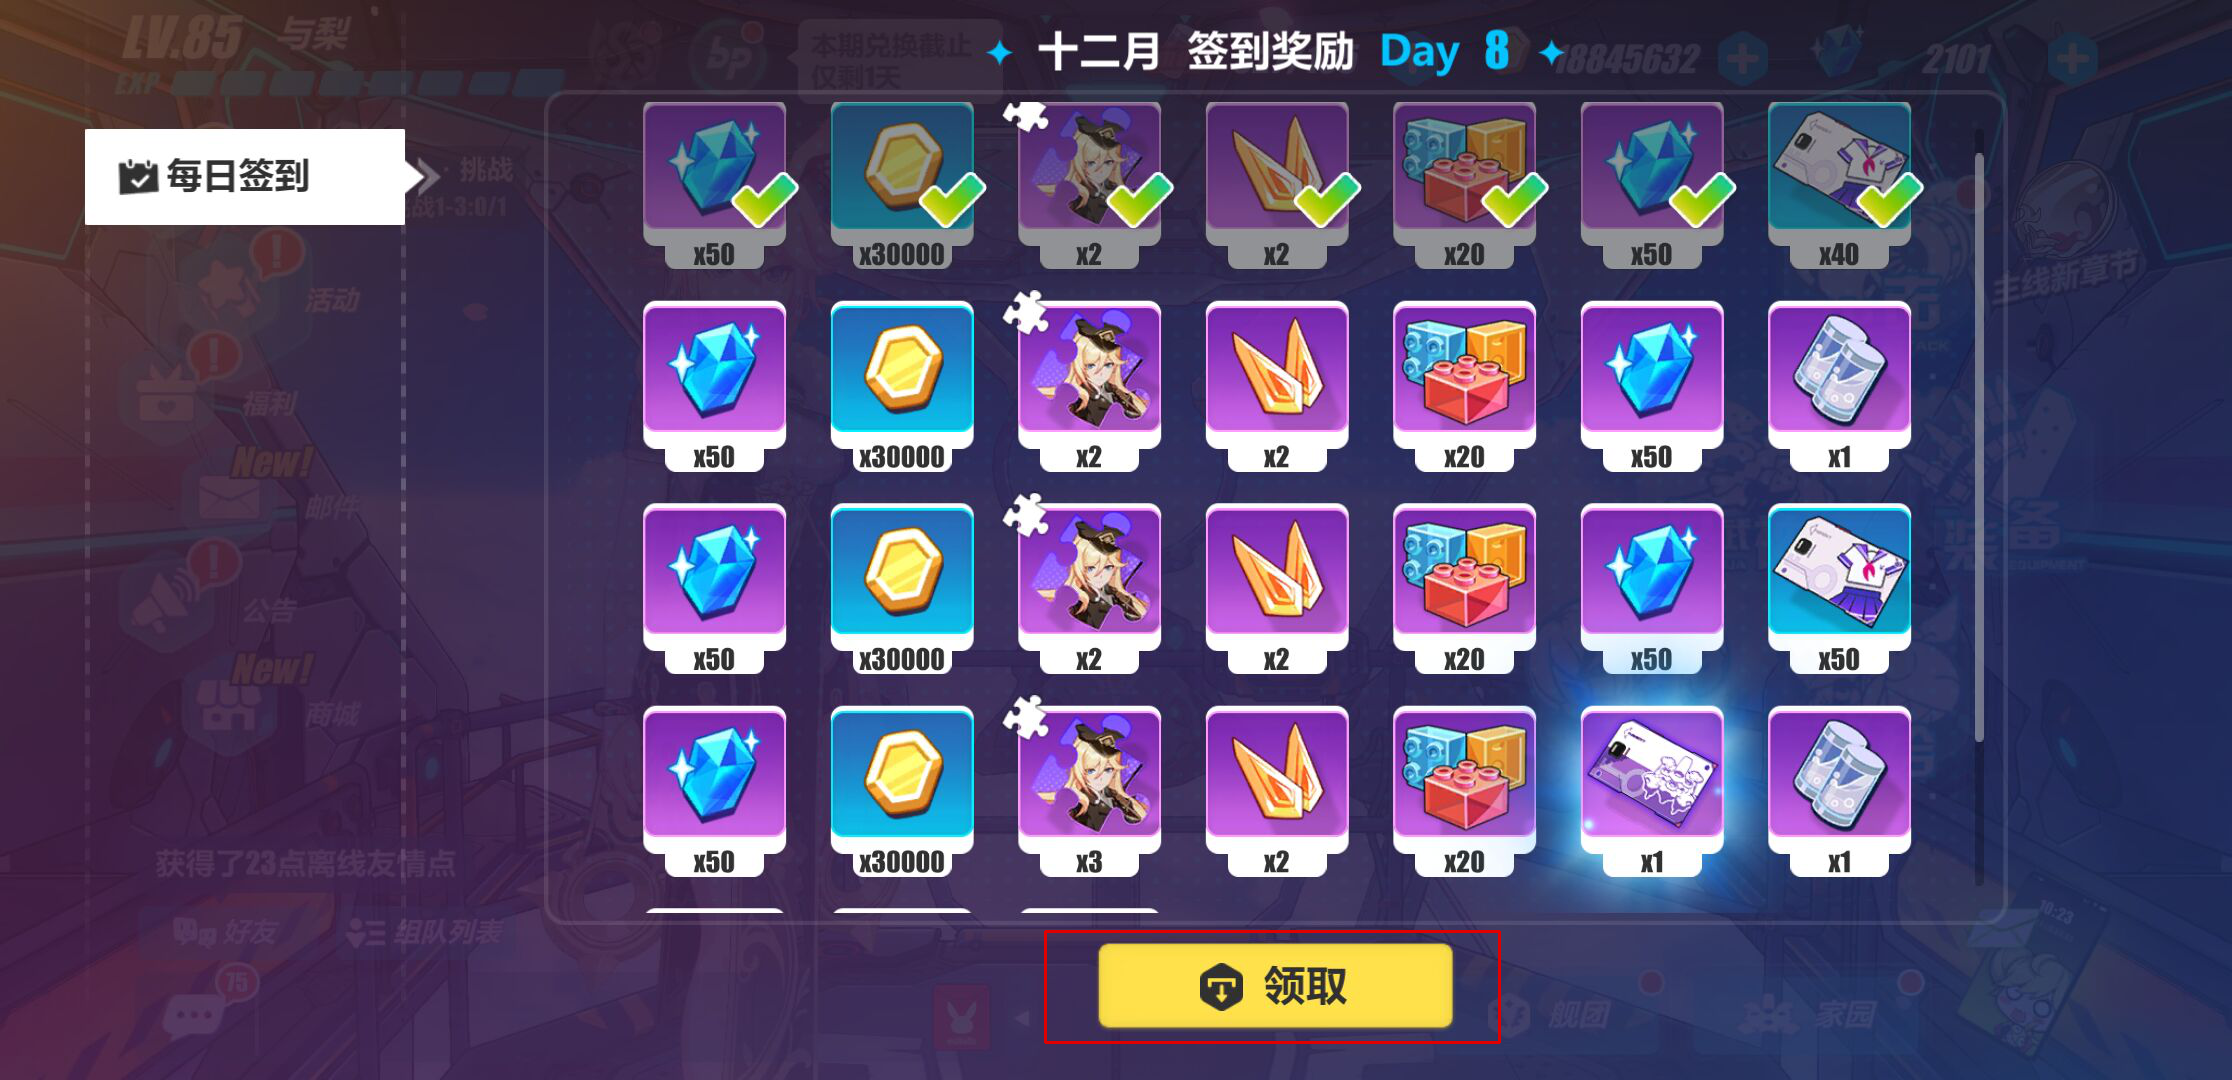 LV.85 与梨
EXP
bp
本期兑换截止
仅剩1天
十二月 签到奖励 Day 8
18845632
2101
每日签到
挑战
战1-3:0/1
x50
x30000
x2
x2
x20
x50
x40
主线新章节
活动
x50
x30000
x2
x2
x20
x50
x1
福利
New!
邮件
x50
x30000
x2
x2
x20
x50
x50
装备
EQUIPMENT
公告
New!
商城
x50
x30000
x3
x2
x20
x1
x1
获得了23点离线友情点
好友
组队列表
75
领取
舰团
家园
10:23